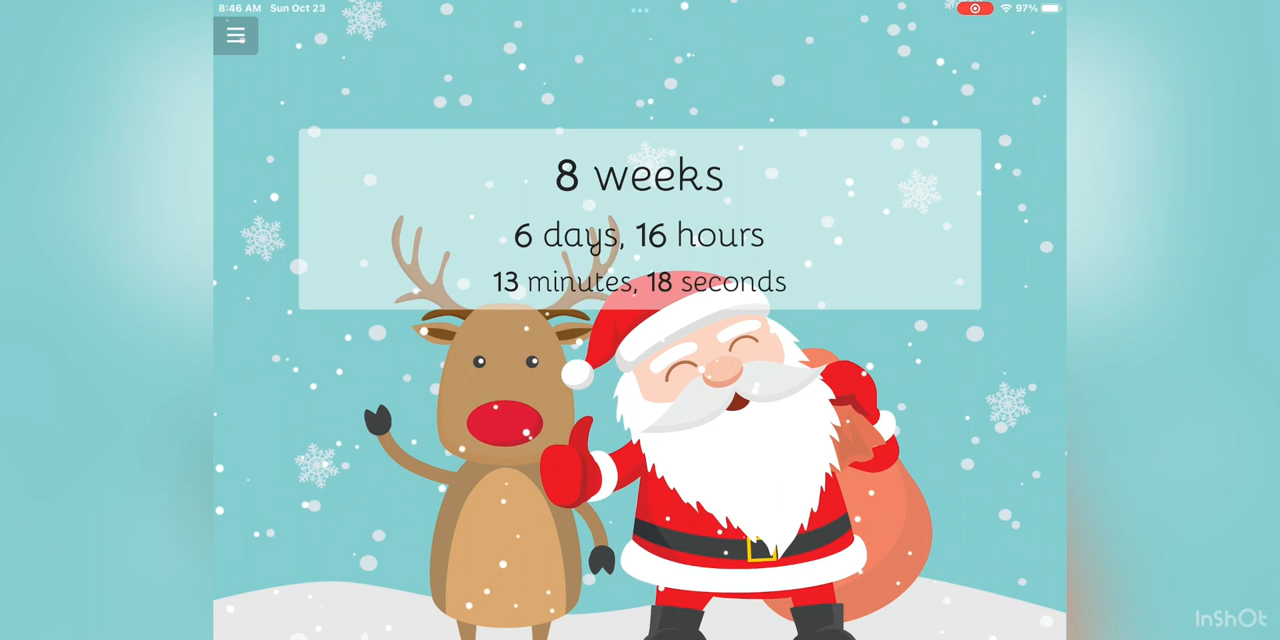 8:46 AM Sun Oct 23
97%
8 weeks
6 days, 16 hours
13 minutes, 18 seconds
InShOt